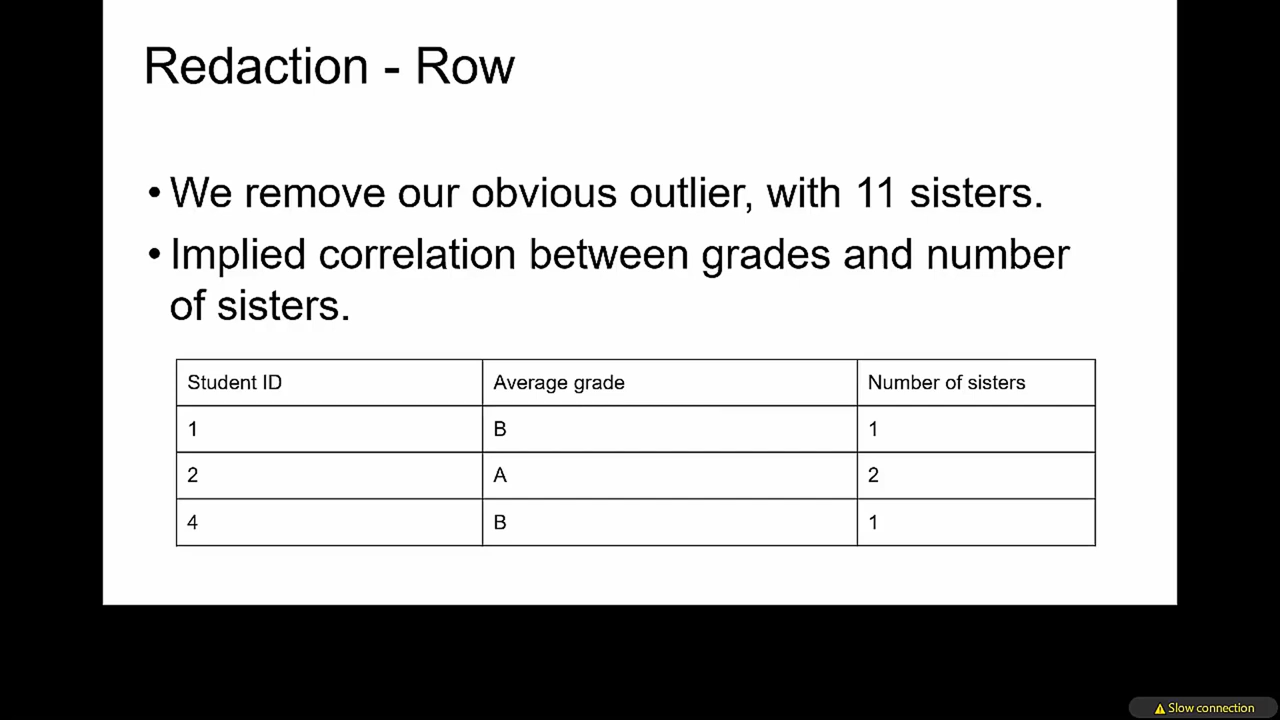 Redaction - Row
• We remove our obvious outlier, with 11 sisters.
• Implied correlation between grades and number
of sisters.
Student ID Average grade Number of sisters
1 B 1
2 A 2
4 B 1
Slow connection